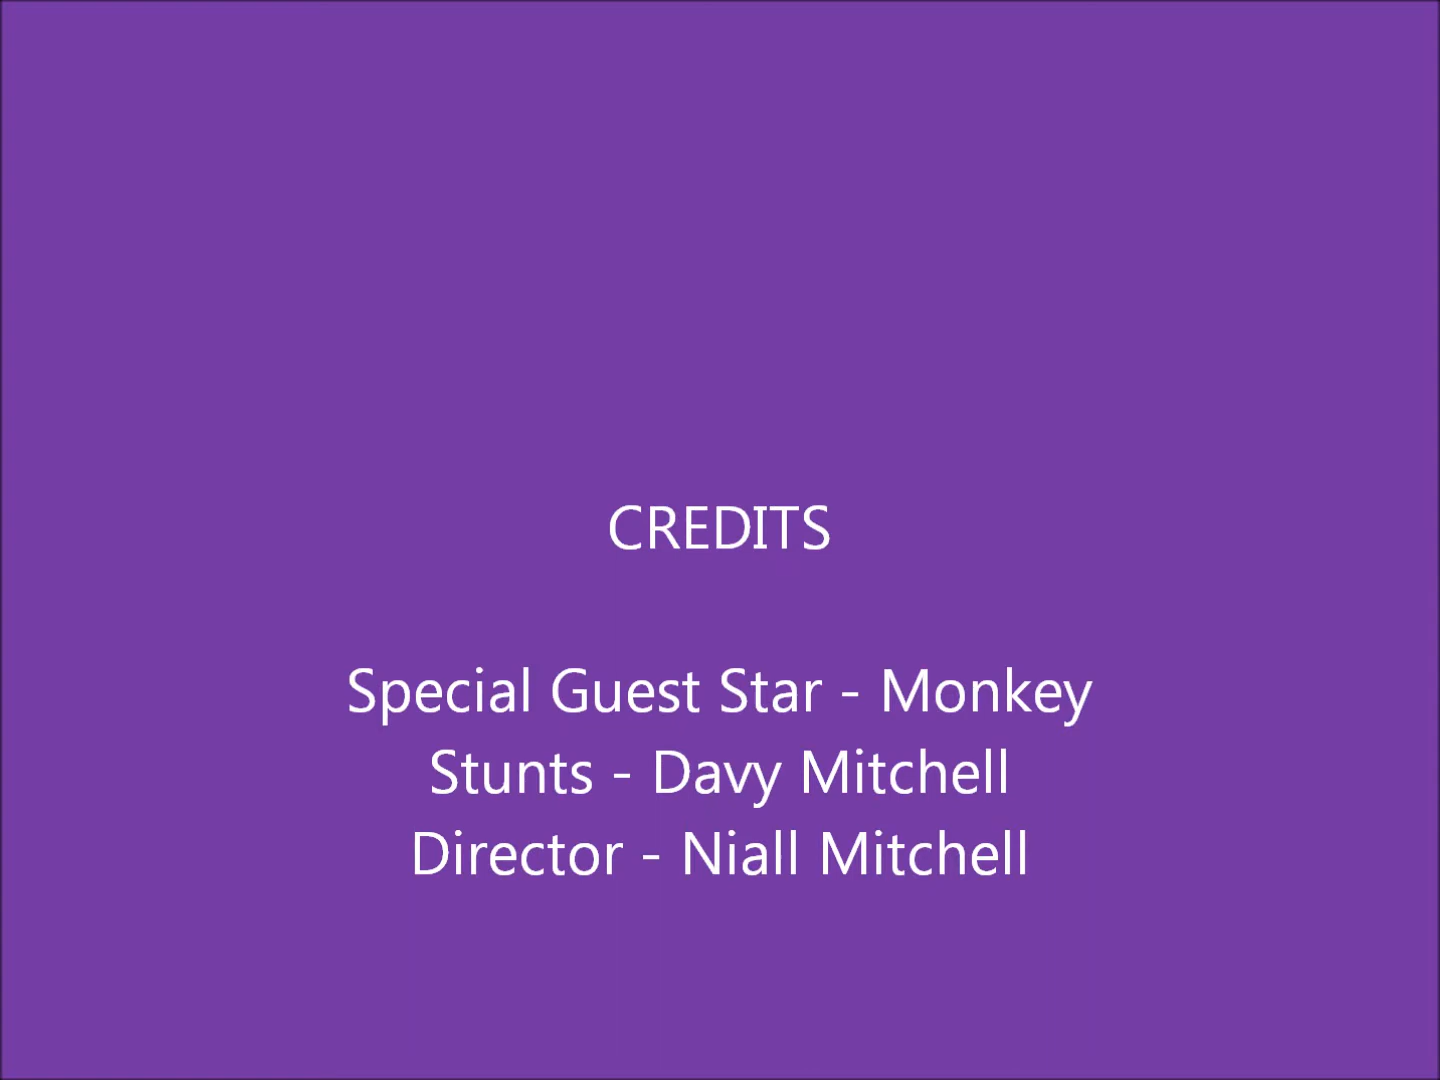 CREDITS
Special Guest Star - Monkey
Stunts - Davy Mitchell
Director - Niall Mitchell